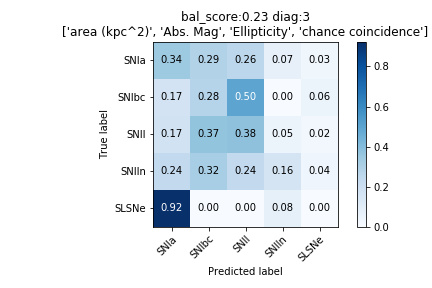 bal_score:0.23 diag:3
['area (kpc^2)', 'Abs. Mag', 'Ellipticity', 'chance coincidence']
SNIa 0.34 0.29 0.26 0.07 0.03
SNIbc 0.17 0.28 0.50 0.00 0.06
SNII 0.17 0.37 0.38 0.05 0.02
SNIIn 0.24 0.32 0.24 0.16 0.04
SLSNe 0.92 0.00 0.00 0.08 0.00
True label
SNIa SNIbc SNII SNIIn SLSNe
Predicted label
0.8
0.6
0.4
0.2
0.0